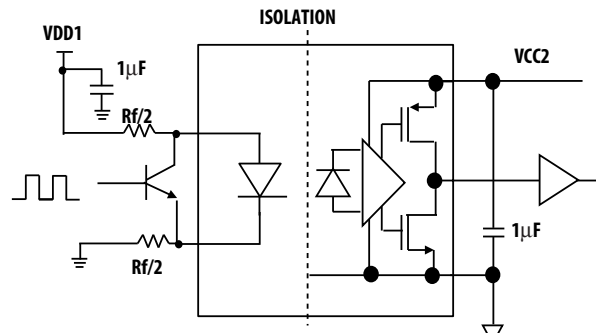 ISOLATION
VDD1
1μF
VCC2
Rf/2
1μF
Rf/2